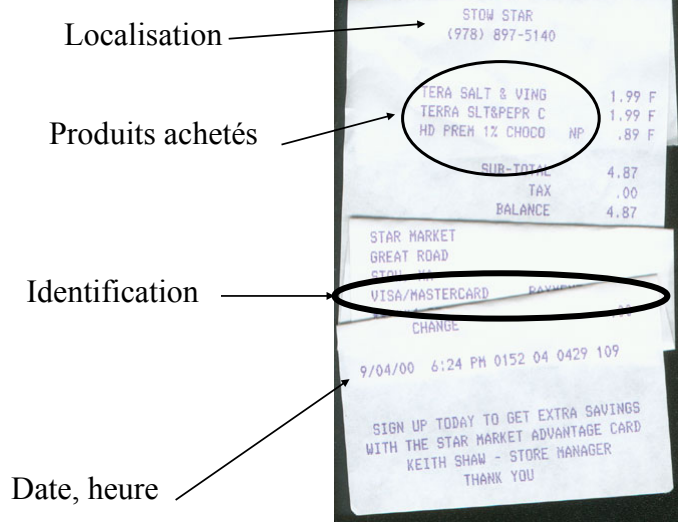 Localisation
STOW STAR
(978) 897-5140
Produits achetés
TERA SALT & VING 1.99 F
TERRA SLT&PEPR C 1.99 F
HD PREM 1% CHOCO NP .89 F
SUB-TOTAL 4.87
TAX .00
BALANCE 4.87
STAR MARKET
GREAT ROAD
STOW MA
Identification
VISA/MASTERCARD
CHANGE
9/04/00 6:24 PM 0152 04 0429 109
SIGN UP TODAY TO GET EXTRA SAVINGS
WITH THE STAR MARKET ADVANTAGE CARD
KEITH SHAW - STORE MANAGER
THANK YOU
Date, heure